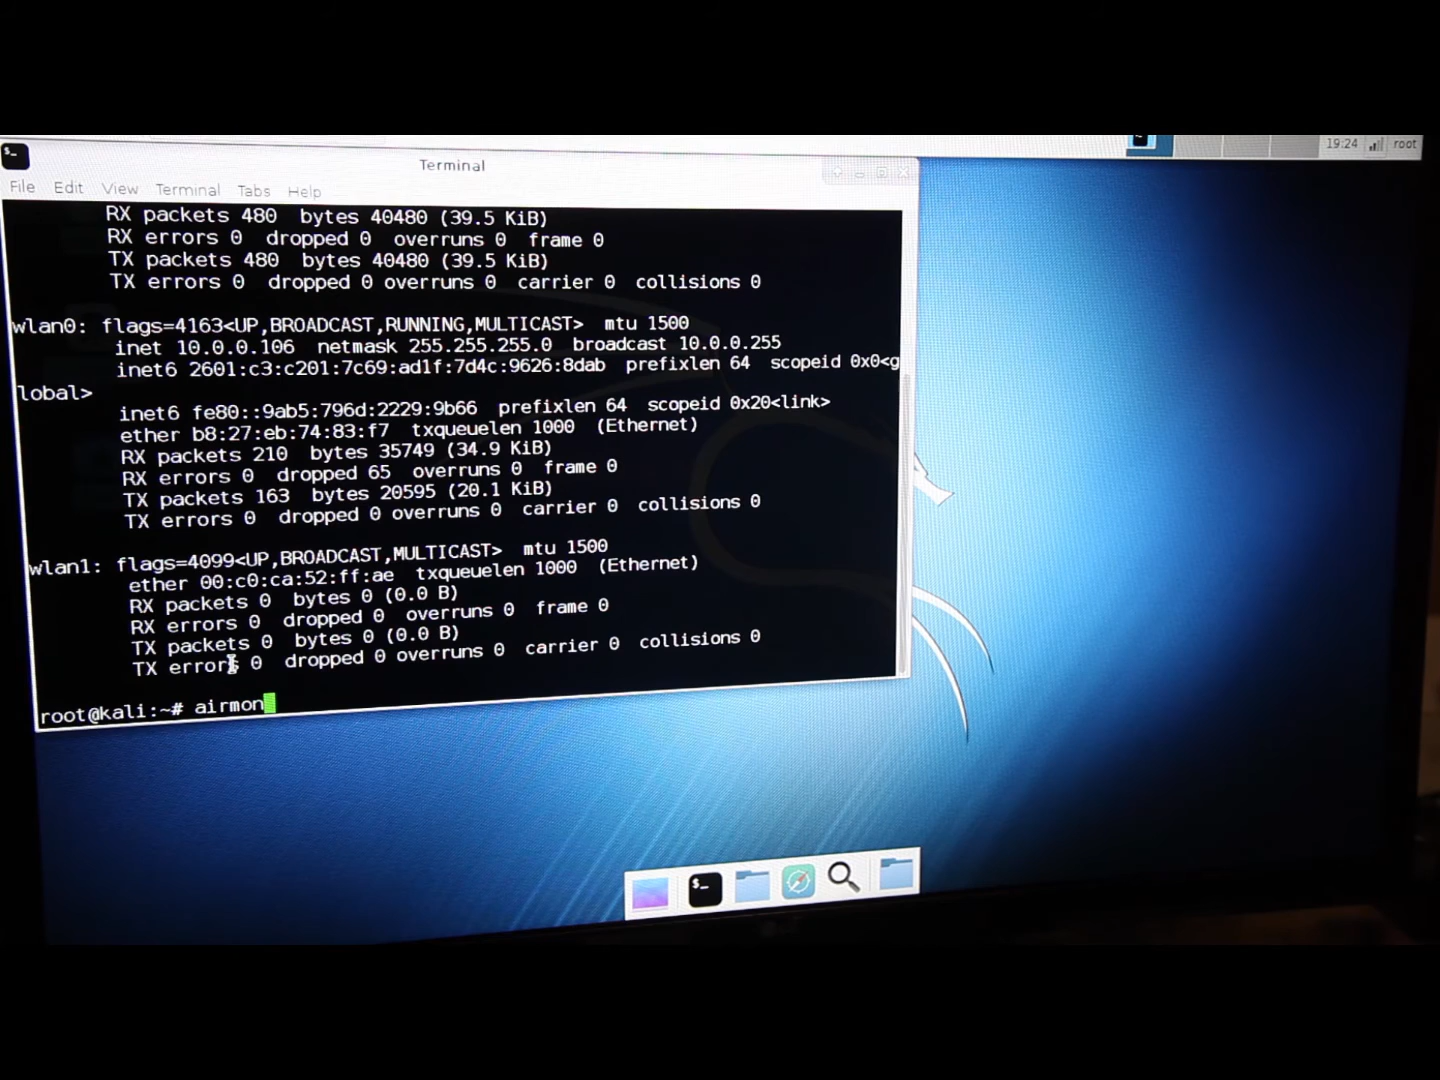 19:24 root
Terminal
File Edit View Terminal Tabs Help
RX packets 480 bytes 40480 (39.5 KiB)
RX errors 0 dropped 0 overruns 0 frame 0
TX packets 480 bytes 40480 (39.5 KiB)
TX errors 0 dropped 0 overruns 0 carrier 0 collisions 0
wlan0: flags=4163<UP,BROADCAST,RUNNING,MULTICAST> mtu 1500
inet 10.0.0.106 netmask 255.255.255.0 broadcast 10.0.0.255
inet6 2601:c3:c201:7c69:ad1f:7d4c:9626:8dab prefixlen 64 scopeid 0x0<g
lobal>
inet6 fe80::9ab5:796d:2229:9b66 prefixlen 64 scopeid 0x20<link>
ether b8:27:eb:74:83:f7 txqueuelen 1000 (Ethernet)
RX packets 210 bytes 35749 (34.9 KiB)
RX errors 0 dropped 65 overruns 0 frame 0
TX packets 163 bytes 20595 (20.1 KiB)
TX errors 0 dropped 0 overruns 0 carrier 0 collisions 0
wlan1: flags=4099<UP,BROADCAST,MULTICAST> mtu 1500
ether 00:c0:ca:52:ff:ae txqueuelen 1000 (Ethernet)
RX packets 0 bytes 0 (0.0 B)
RX errors 0 dropped 0 overruns 0 frame 0
TX packets 0 bytes 0 (0.0 B)
TX errors 0 dropped 0 overruns 0 carrier 0 collisions 0
root@kali:~# airmon